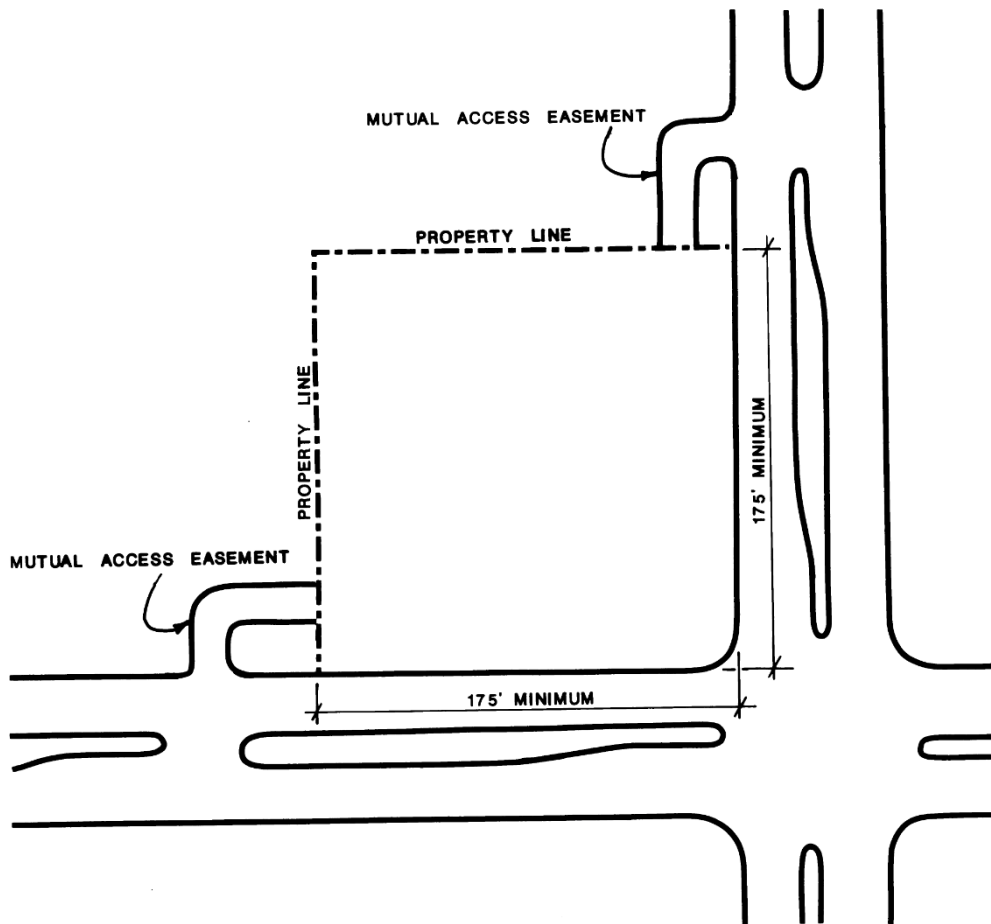 MUTUAL ACCESS EASEMENT
PROPERTY LINE
PROPERTY LINE
175' MINIMUM
MUTUAL ACCESS EASEMENT
175' MINIMUM